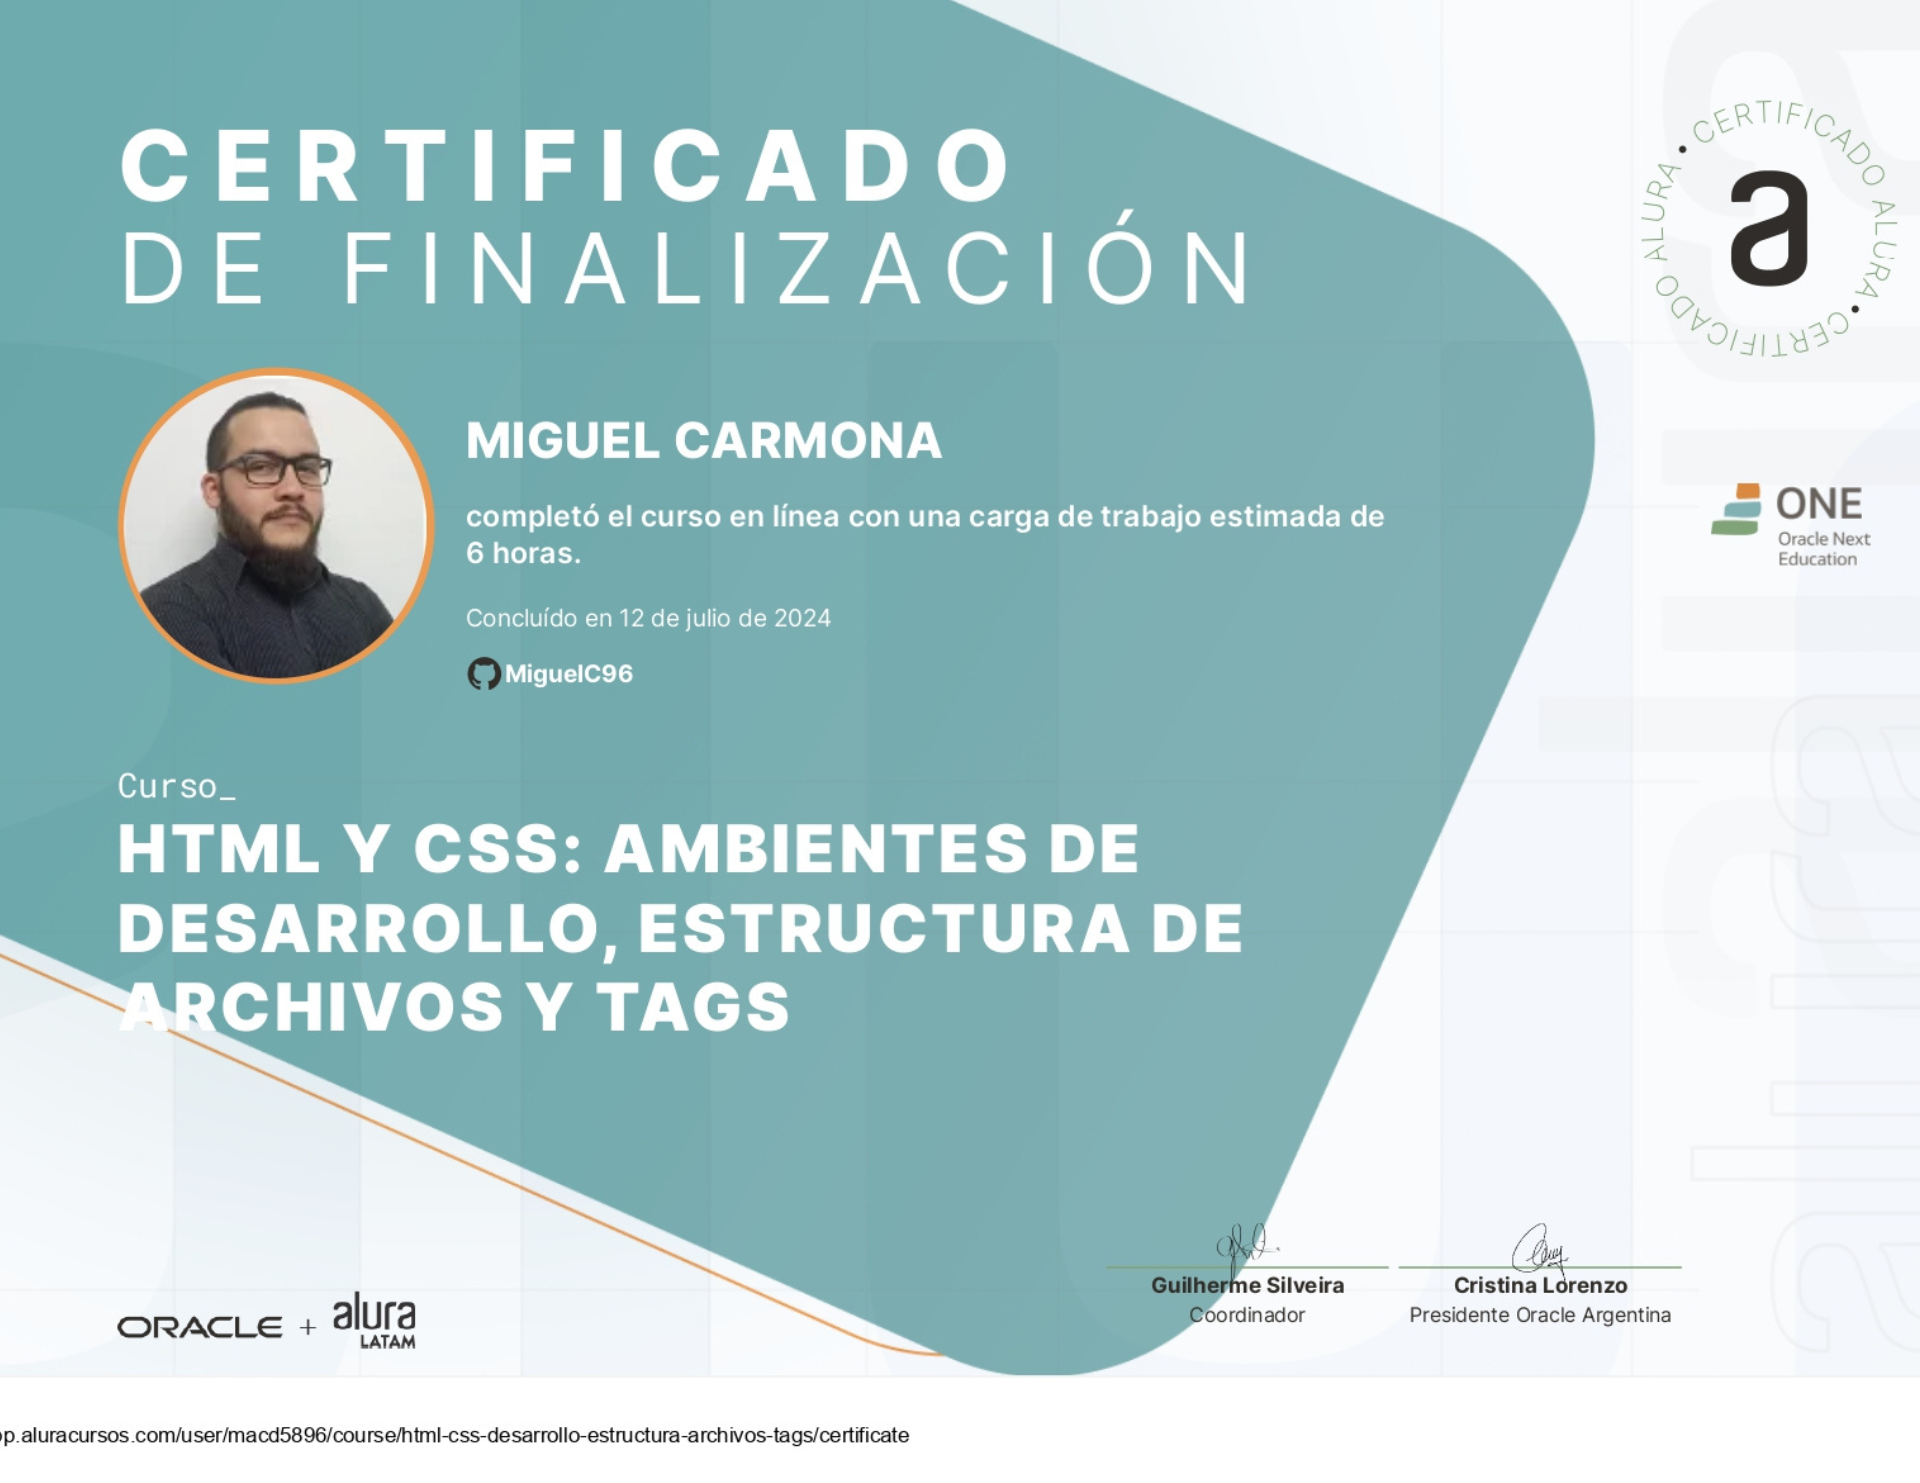 CERTIFICADO
DE FINALIZACIÓN
CERTIFICADO ALURA • CERTIFICADO ALURA •
a
MIGUEL CARMONA
completó el curso en línea con una carga de trabajo estimada de
6 horas.
Concluído en 12 de julio de 2024
MiguelC96
ONE
Oracle Next
Education
Curso_
HTML Y CSS: AMBIENTES DE
DESARROLLO, ESTRUCTURA DE
ARCHIVOS Y TAGS
Guilherme Silveira
Coordinador
Cristina Lorenzo
Presidente Oracle Argentina
ORACLE + alura
LATAM
pp.aluracursos.com/user/macd5896/course/html-css-desarrollo-estructura-archivos-tags/certificate